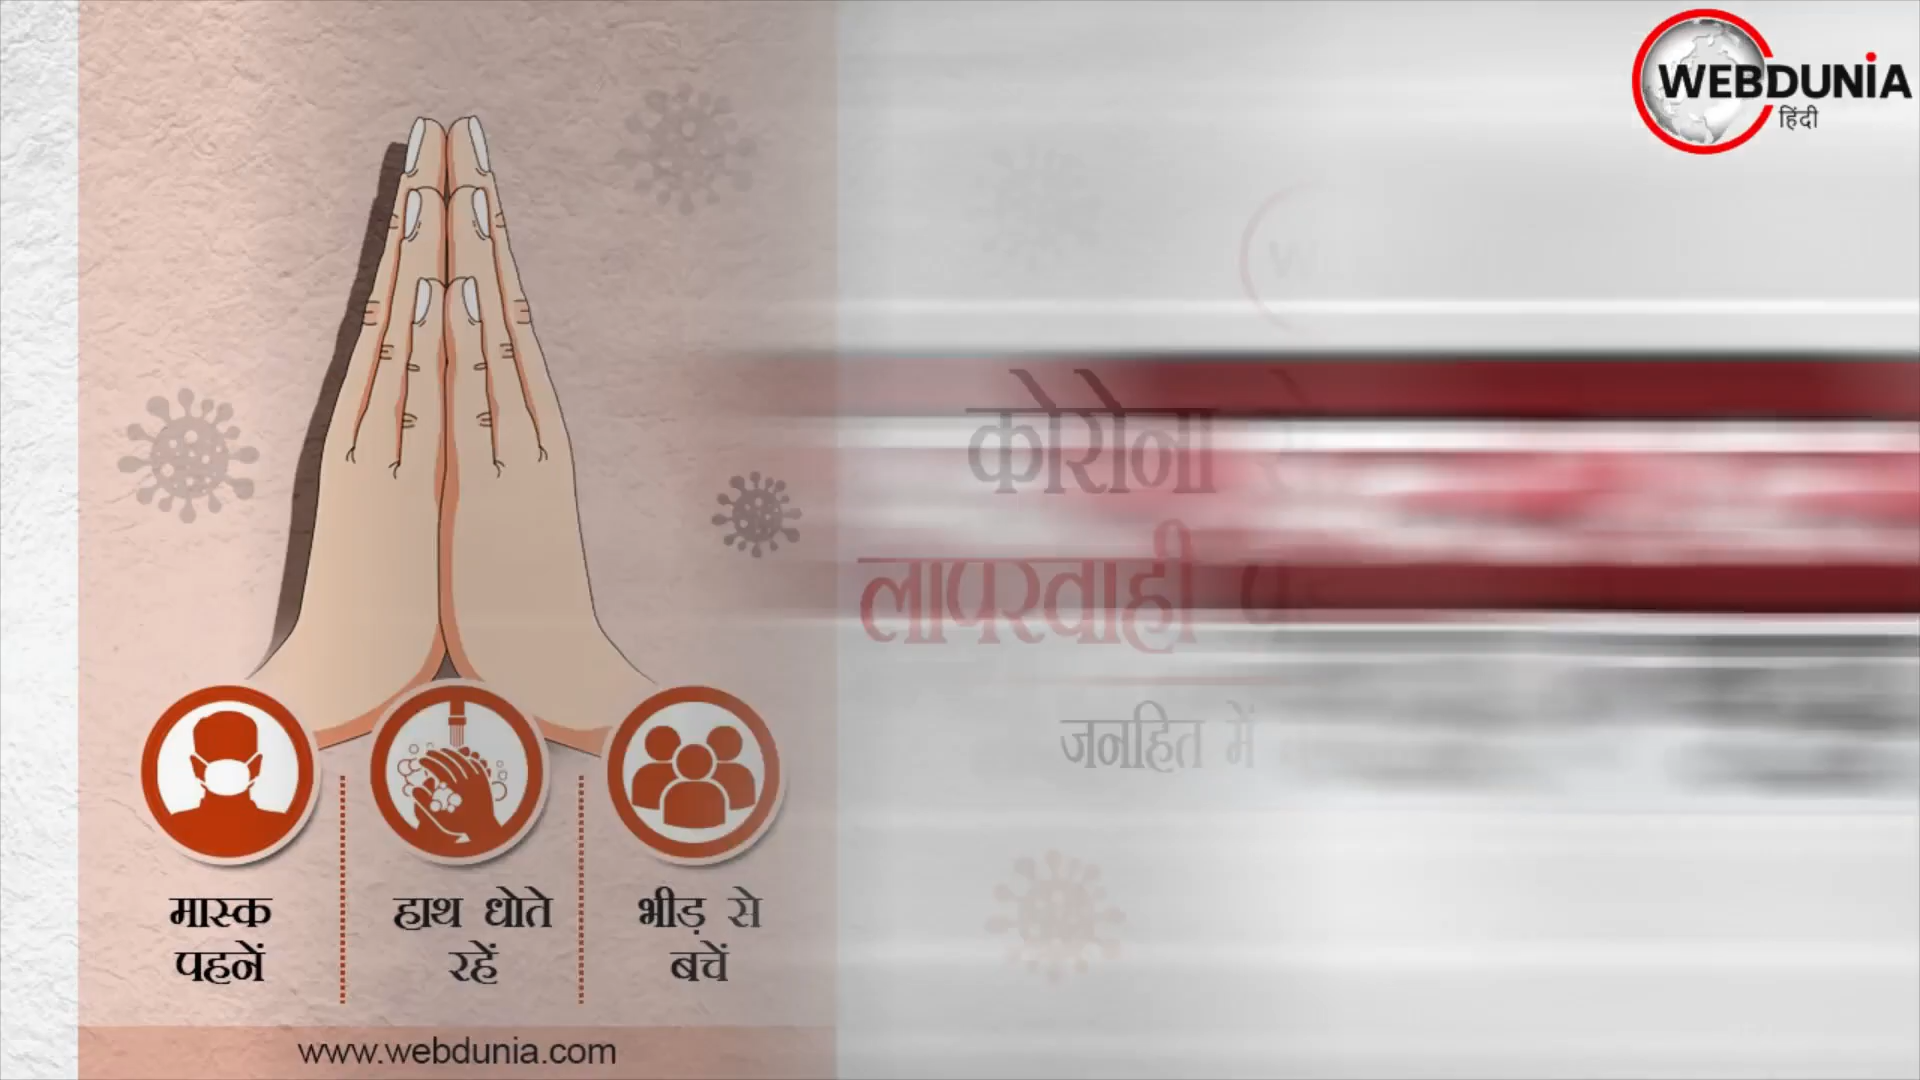 WEBDUNIA
हिंदी
कोरोना
लापरवाही
जनहित में
मास्क
पहनें
हाथ धोते
रहें
भीड़ से
बचें
www.webdunia.com